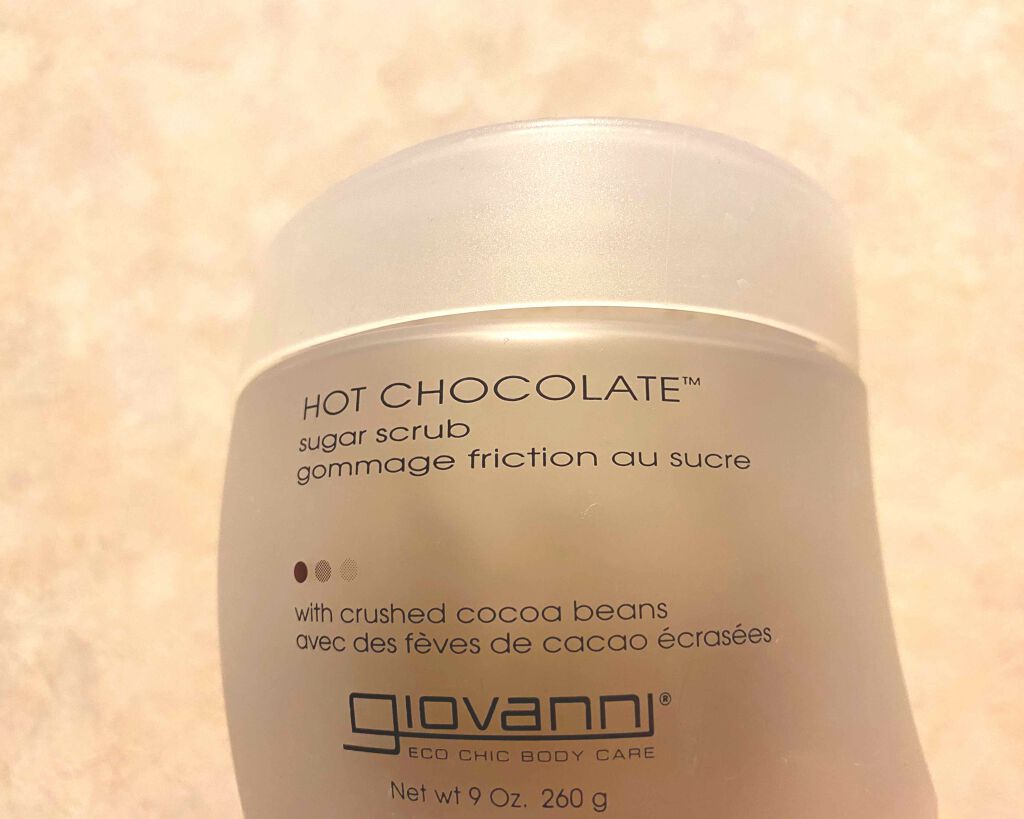 HOT CHOCOLATE™
sugar scrub
gommage friction au sucre
with crushed cocoa beans
avec des fèves de cacao écrasées
giovanni®
ECO CHIC BODY CARE
Net wt 9 Oz. 260 g